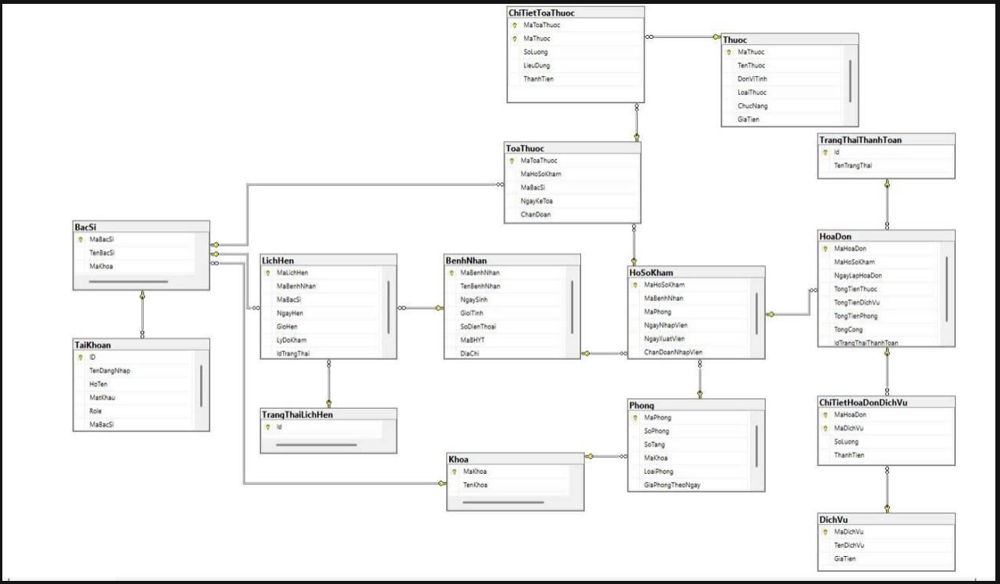 ChiTietToaThuoc
MaToaThuoc
MaThuoc
SoLuong
LieuDung
ThanhTien
Thuoc
MaThuoc
TenThuoc
DonViTinh
LoaiThuoc
ChucNang
GiaTien
TrangThaiThanhToan
Id
TenTrangThai
ToaThuoc
MaToaThuoc
MaHoSoKham
MaBacSi
NgayKeToa
ChanDoan
BacSi
MaBacSi
TenBacSi
MaKhoa
HoaDon
MaHoaDon
MaHoSoKham
NgayLapHoaDon
TongTienThuoc
TongTienDichVu
TongTienPhong
TongCong
IdTrangThaiThanhToan
LichHen
MaLichHen
MaBenhNhan
MaBacSi
NgayHen
GioHen
LyDoKham
IdTrangThai
BenhNhan
MaBenhNhan
TenBenhNhan
NgaySinh
GioiTinh
SoDienThoai
MaBHYT
DiaChi
HoSoKham
MaHoSoKham
MaBenhNhan
MaPhong
NgayNhapVien
NgayXuatVien
ChanDoanNhapVien
TaiKhoan
ID
TenDangNhap
HoTen
MatKhau
Role
MaBacSi
TrangThaiLichHen
Id
Phong
MaPhong
SoPhong
SoTang
MaKhoa
LoaiPhong
GiaPhongTheoNgay
ChiTietHoaDonDichVu
MaHoaDon
MaDichVu
SoLuong
ThanhTien
Khoa
MaKhoa
TenKhoa
DichVu
MaDichVu
TenDichVu
GiaTien